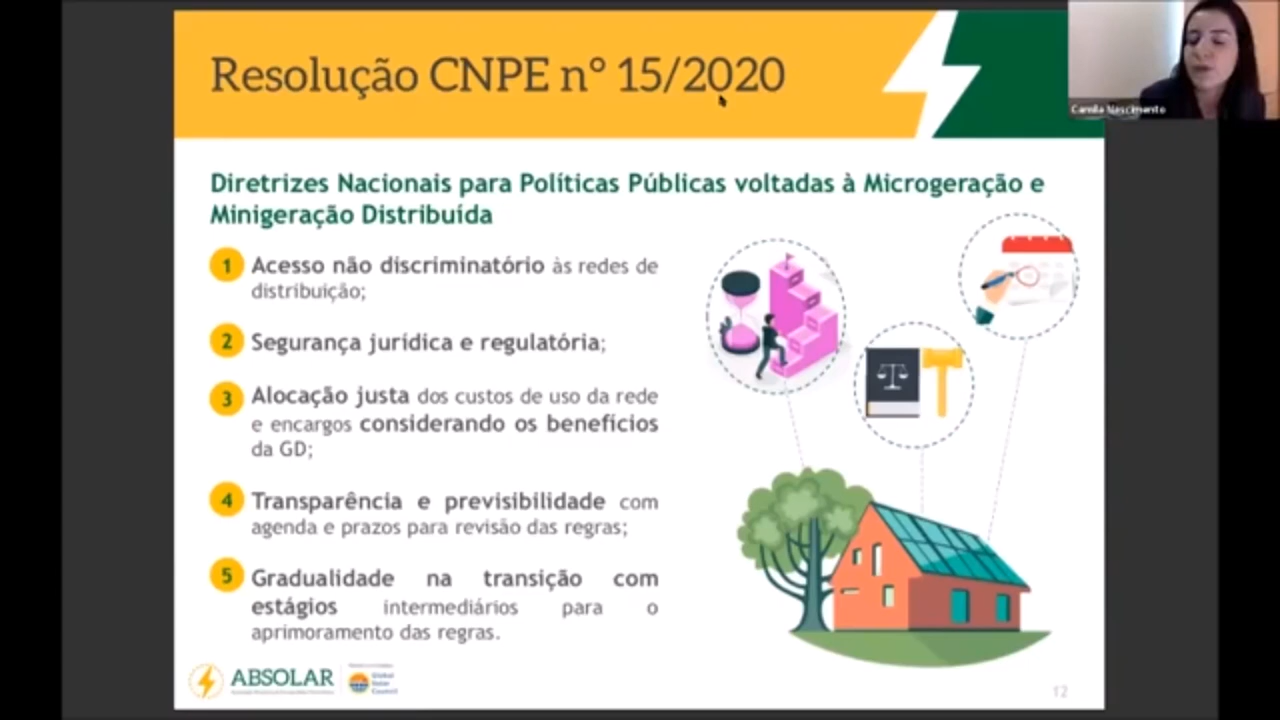 Resolução CNPE n° 15/2020
Camila Nascimento
Diretrizes Nacionais para Políticas Públicas voltadas à Microgeração e
Minigeração Distribuída
1 Acesso não discriminatório às redes de
distribuição;
2 Segurança jurídica e regulatória;
3 Alocação justa dos custos de uso da rede
e encargos considerando os benefícios
da GD;
4 Transparência e previsibilidade com
agenda e prazos para revisão das regras;
5 Gradualidade na transição com
estágios intermediários para o
aprimoramento das regras.
ABSOLAR
Global
Solar
Council
12